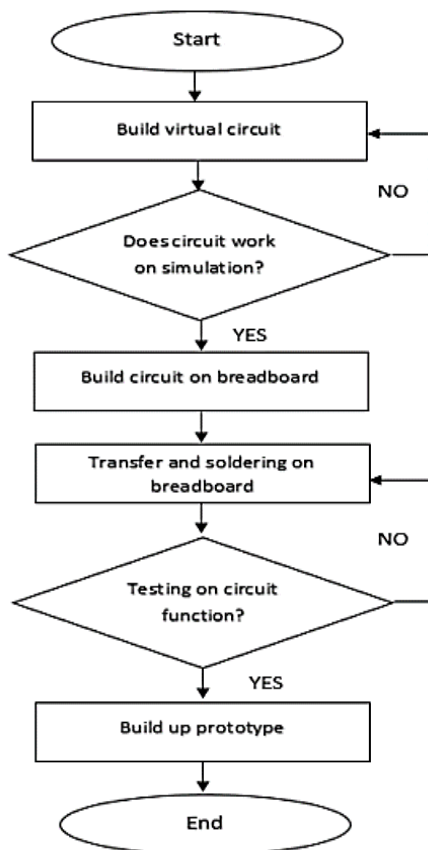 Start
Build virtual circuit
NO
Does circuit work
on simulation?
YES
Build circuit on breadboard
Transfer and soldering on
breadboard
NO
Testing on circuit
function?
YES
Build up prototype
End